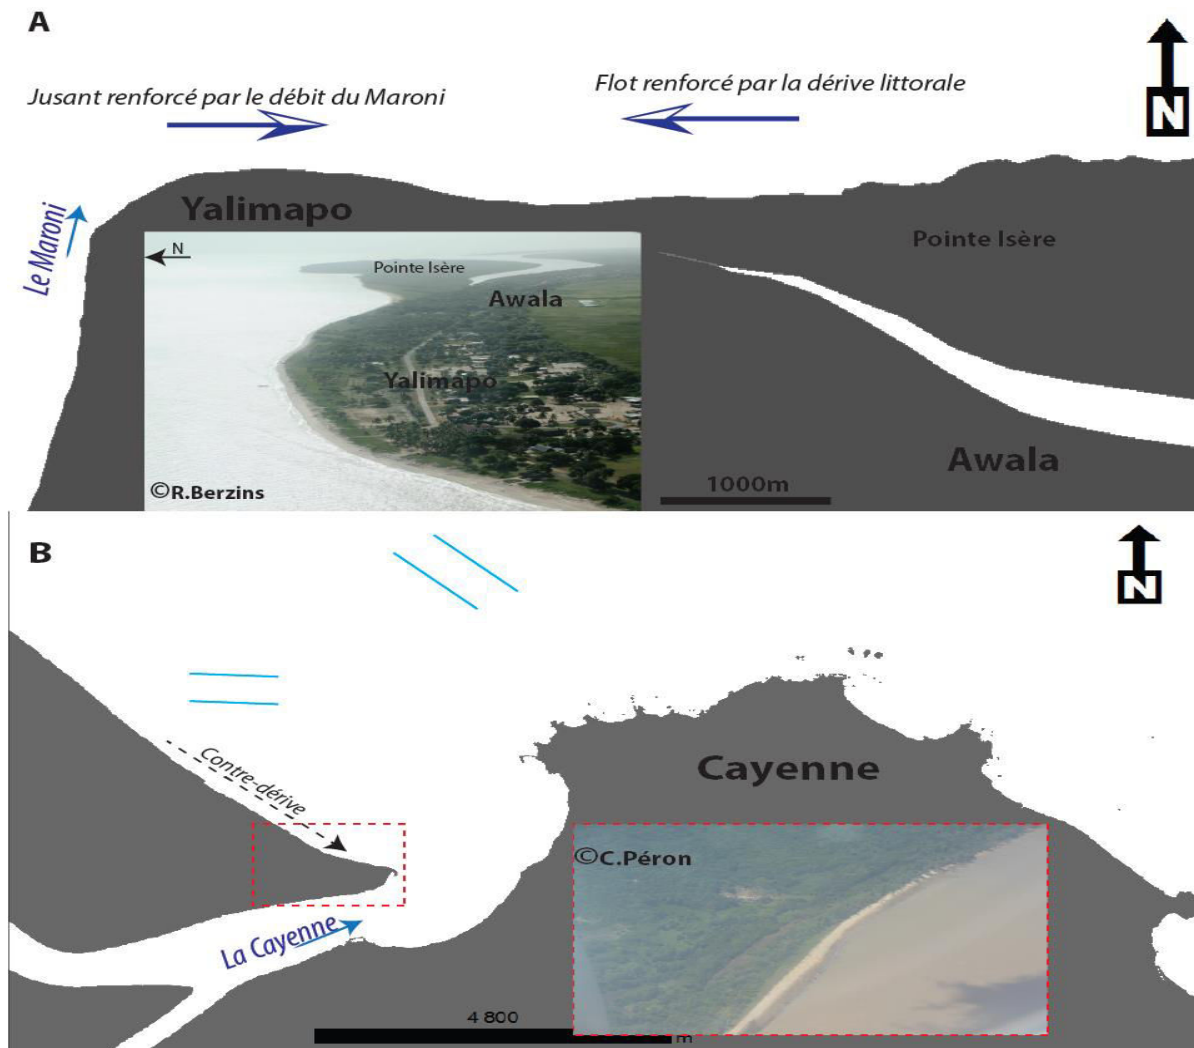 A
N
Jusant renforcé par le débit du Maroni
Flot renforcé par la dérive littorale
Le Maroni
Yalimapo
Pointe Isère
N
Pointe Isère
Awala
Yalimapo
©R.Berzins
Awala
1000m
B
N
Contre-dérive
Cayenne
©C.Péron
La Cayenne
4 800
m